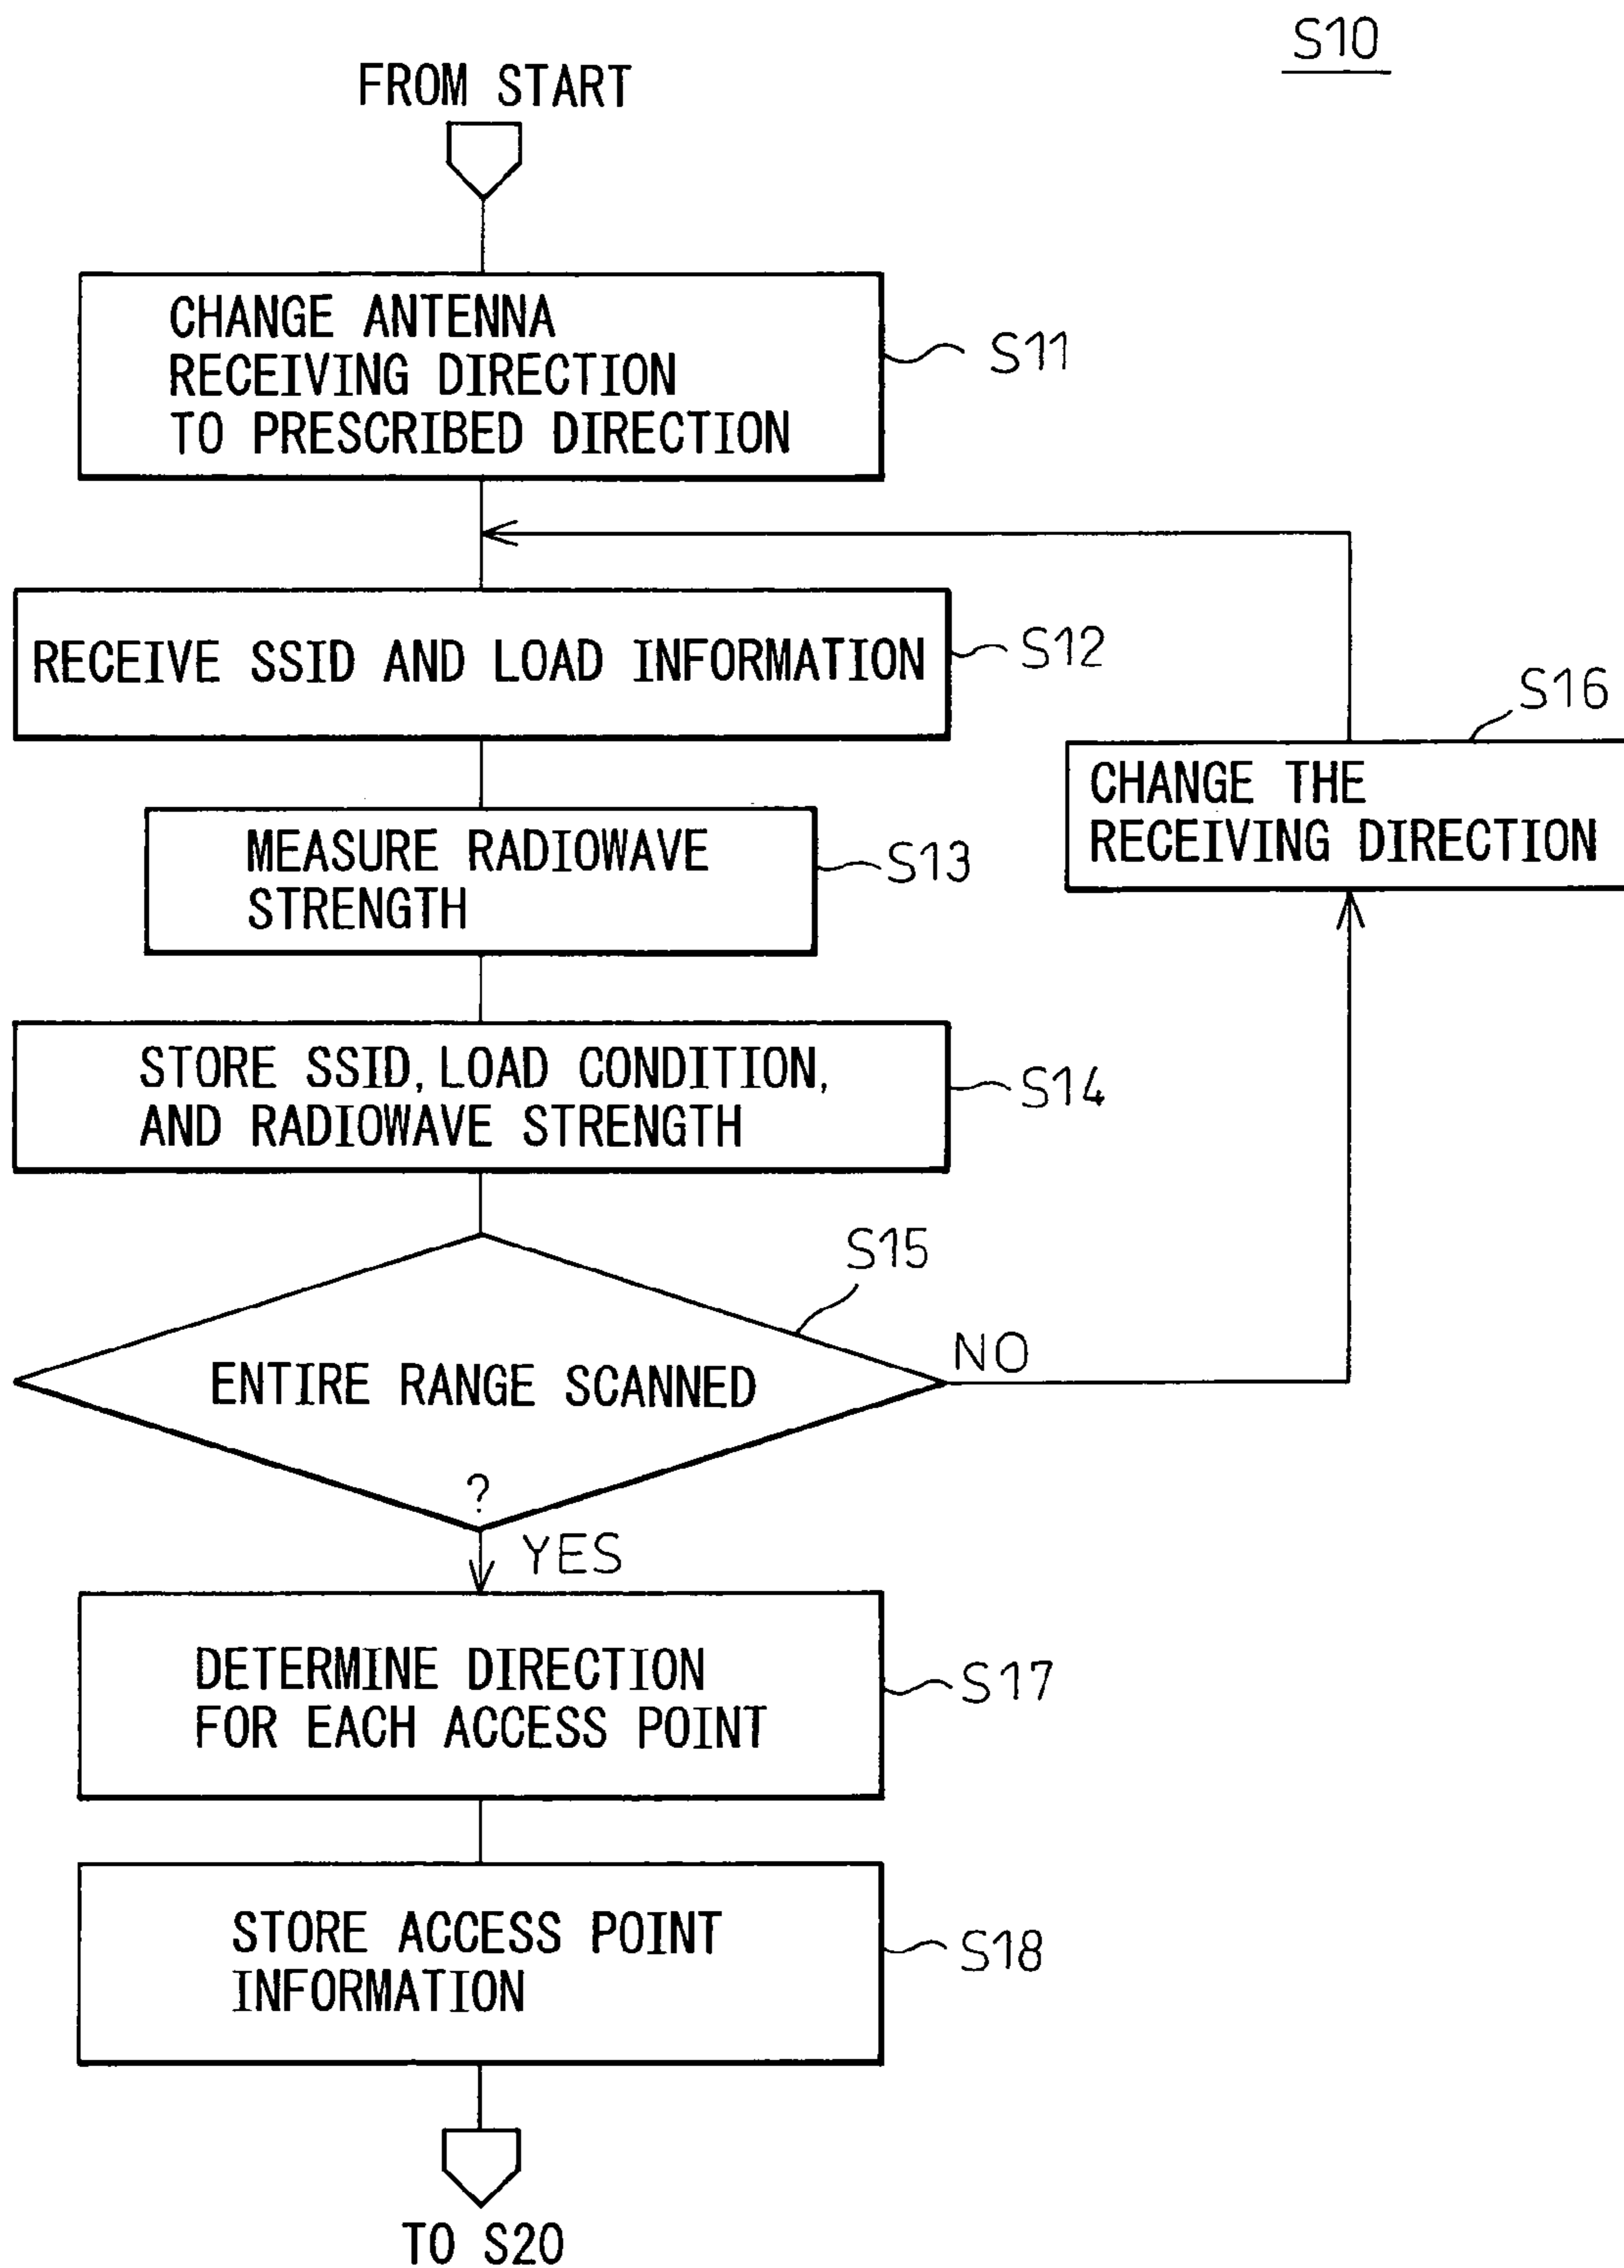 S10
FROM START
CHANGE ANTENNA
RECEIVING DIRECTION
TO PRESCRIBED DIRECTION
S11
RECEIVE SSID AND LOAD INFORMATION
S12
S16
CHANGE THE
RECEIVING DIRECTION
MEASURE RADIOWAVE
STRENGTH
S13
STORE SSID, LOAD CONDITION,
AND RADIOWAVE STRENGTH
S14
S15
ENTIRE RANGE SCANNED
?
NO
YES
DETERMINE DIRECTION
FOR EACH ACCESS POINT
S17
STORE ACCESS POINT
INFORMATION
S18
TO S20